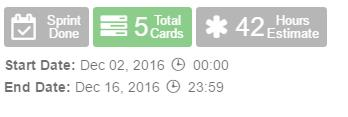 Sprint Done
5 Total Cards
42 Hours Estimate
Start Date: Dec 02, 2016 00:00
End Date: Dec 16, 2016 23:59